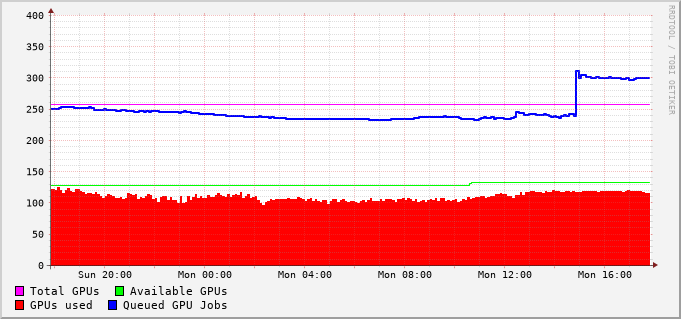 400
350
300
250
200
150
100
50
0
Sun 20:00 Mon 00:00 Mon 04:00 Mon 08:00 Mon 12:00 Mon 16:00
Total GPUs Available GPUs
GPUs used Queued GPU Jobs
RRDTOOL / TOBI OETIKER